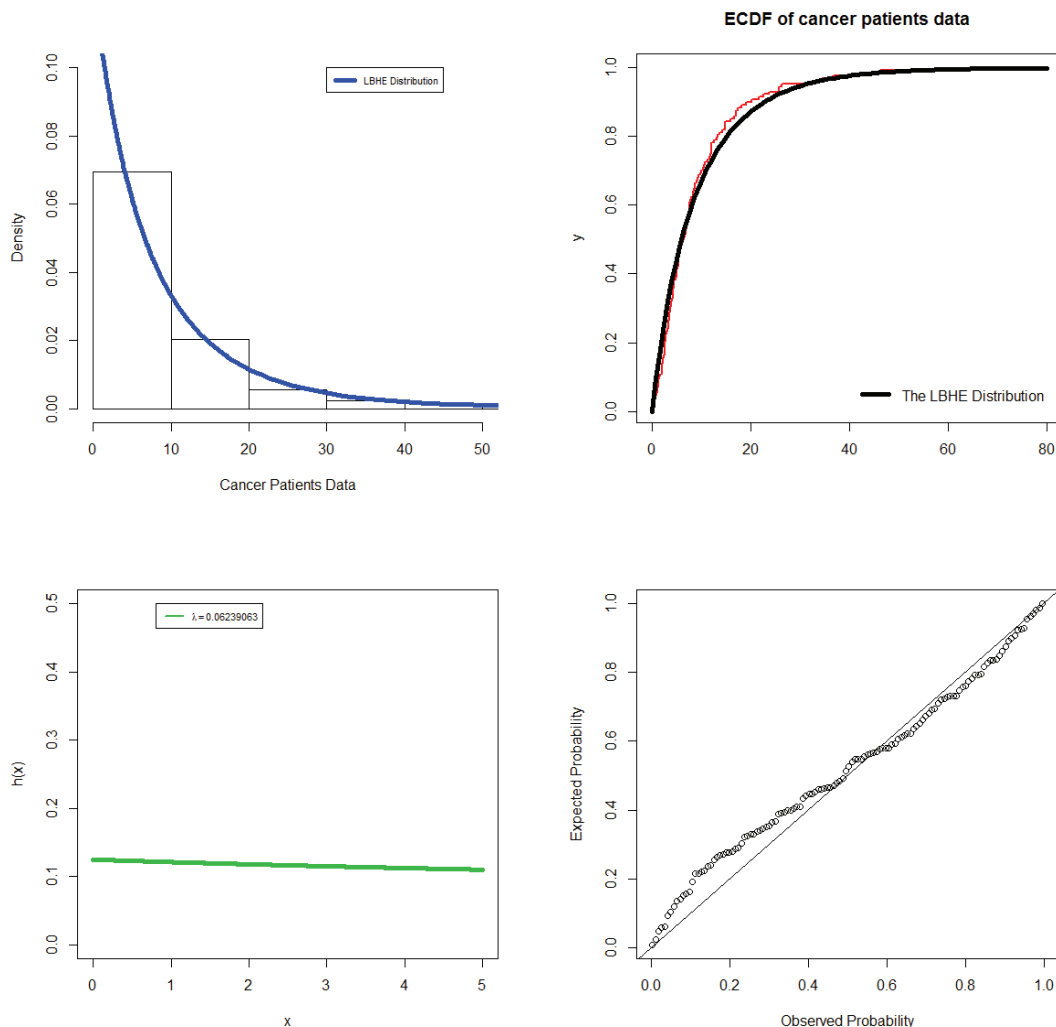 0.10
0.08
0.06
0.04
0.02
0.00
Density
LBHE Distribution
0 10 20 30 40 50
Cancer Patients Data
ECDF of cancer patients data
1.0
0.8
0.6
0.4
0.2
0.0
y
The LBHE Distribution
0 20 40 60 80
0.5
0.4
0.3
0.2
0.1
0.0
h(x)
λ = 0.06239063
0 1 2 3 4 5
x
1.0
0.8
0.6
0.4
0.2
0.0
Expected Probability
0.0 0.2 0.4 0.6 0.8 1.0
Observed Probability